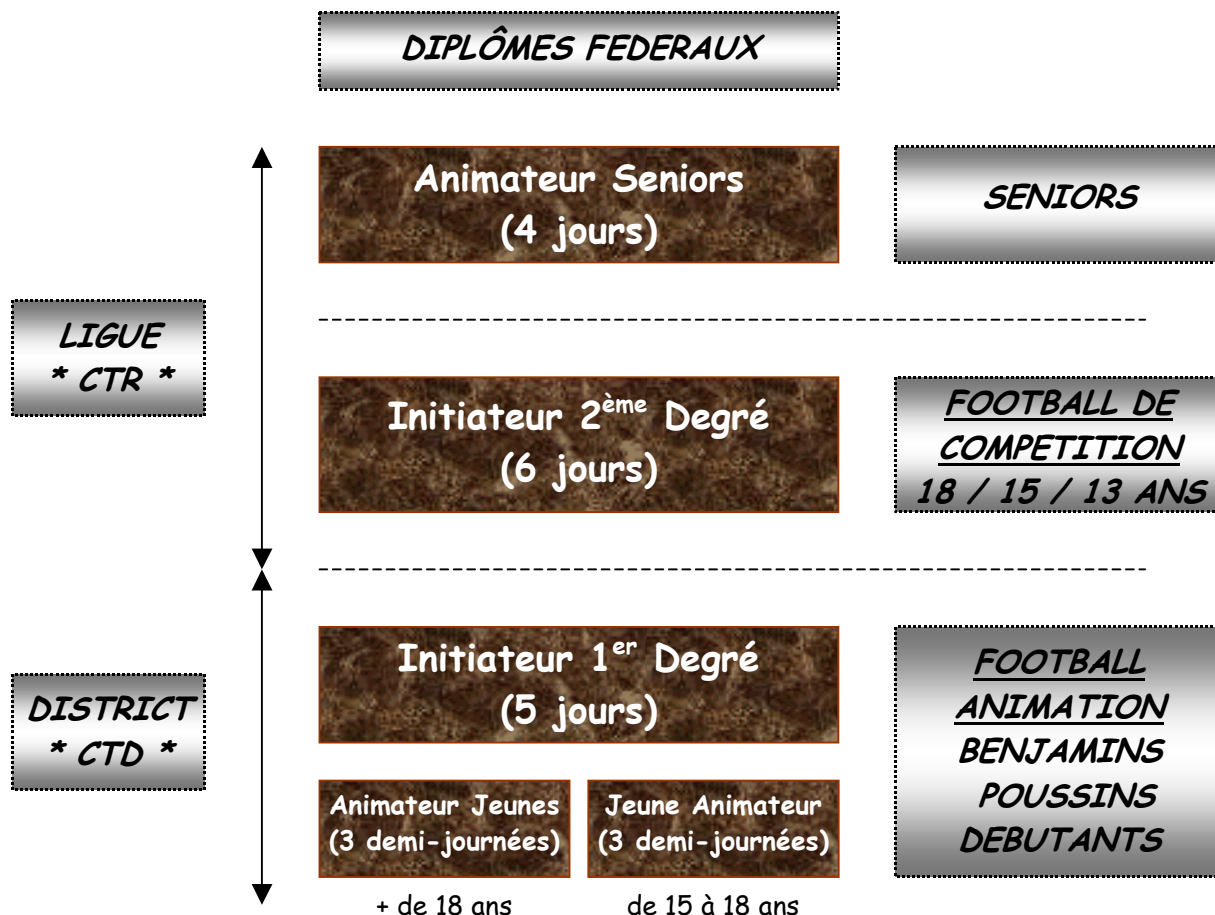 DIPLÔMES FEDERAUX
Animateur Seniors
(4 jours)
SENIORS
LIGUE
* CTR *
Initiateur 2ème Degré
(6 jours)
FOOTBALL DE
COMPETITION
18 / 15 / 13 ANS
DISTRICT
* CTD *
Initiateur 1er Degré
(5 jours)
FOOTBALL
ANIMATION
BENJAMINS
POUSSINS
DEBUTANTS
Animateur Jeunes
(3 demi-journées)
+ de 18 ans
Jeune Animateur
(3 demi-journées)
de 15 à 18 ans